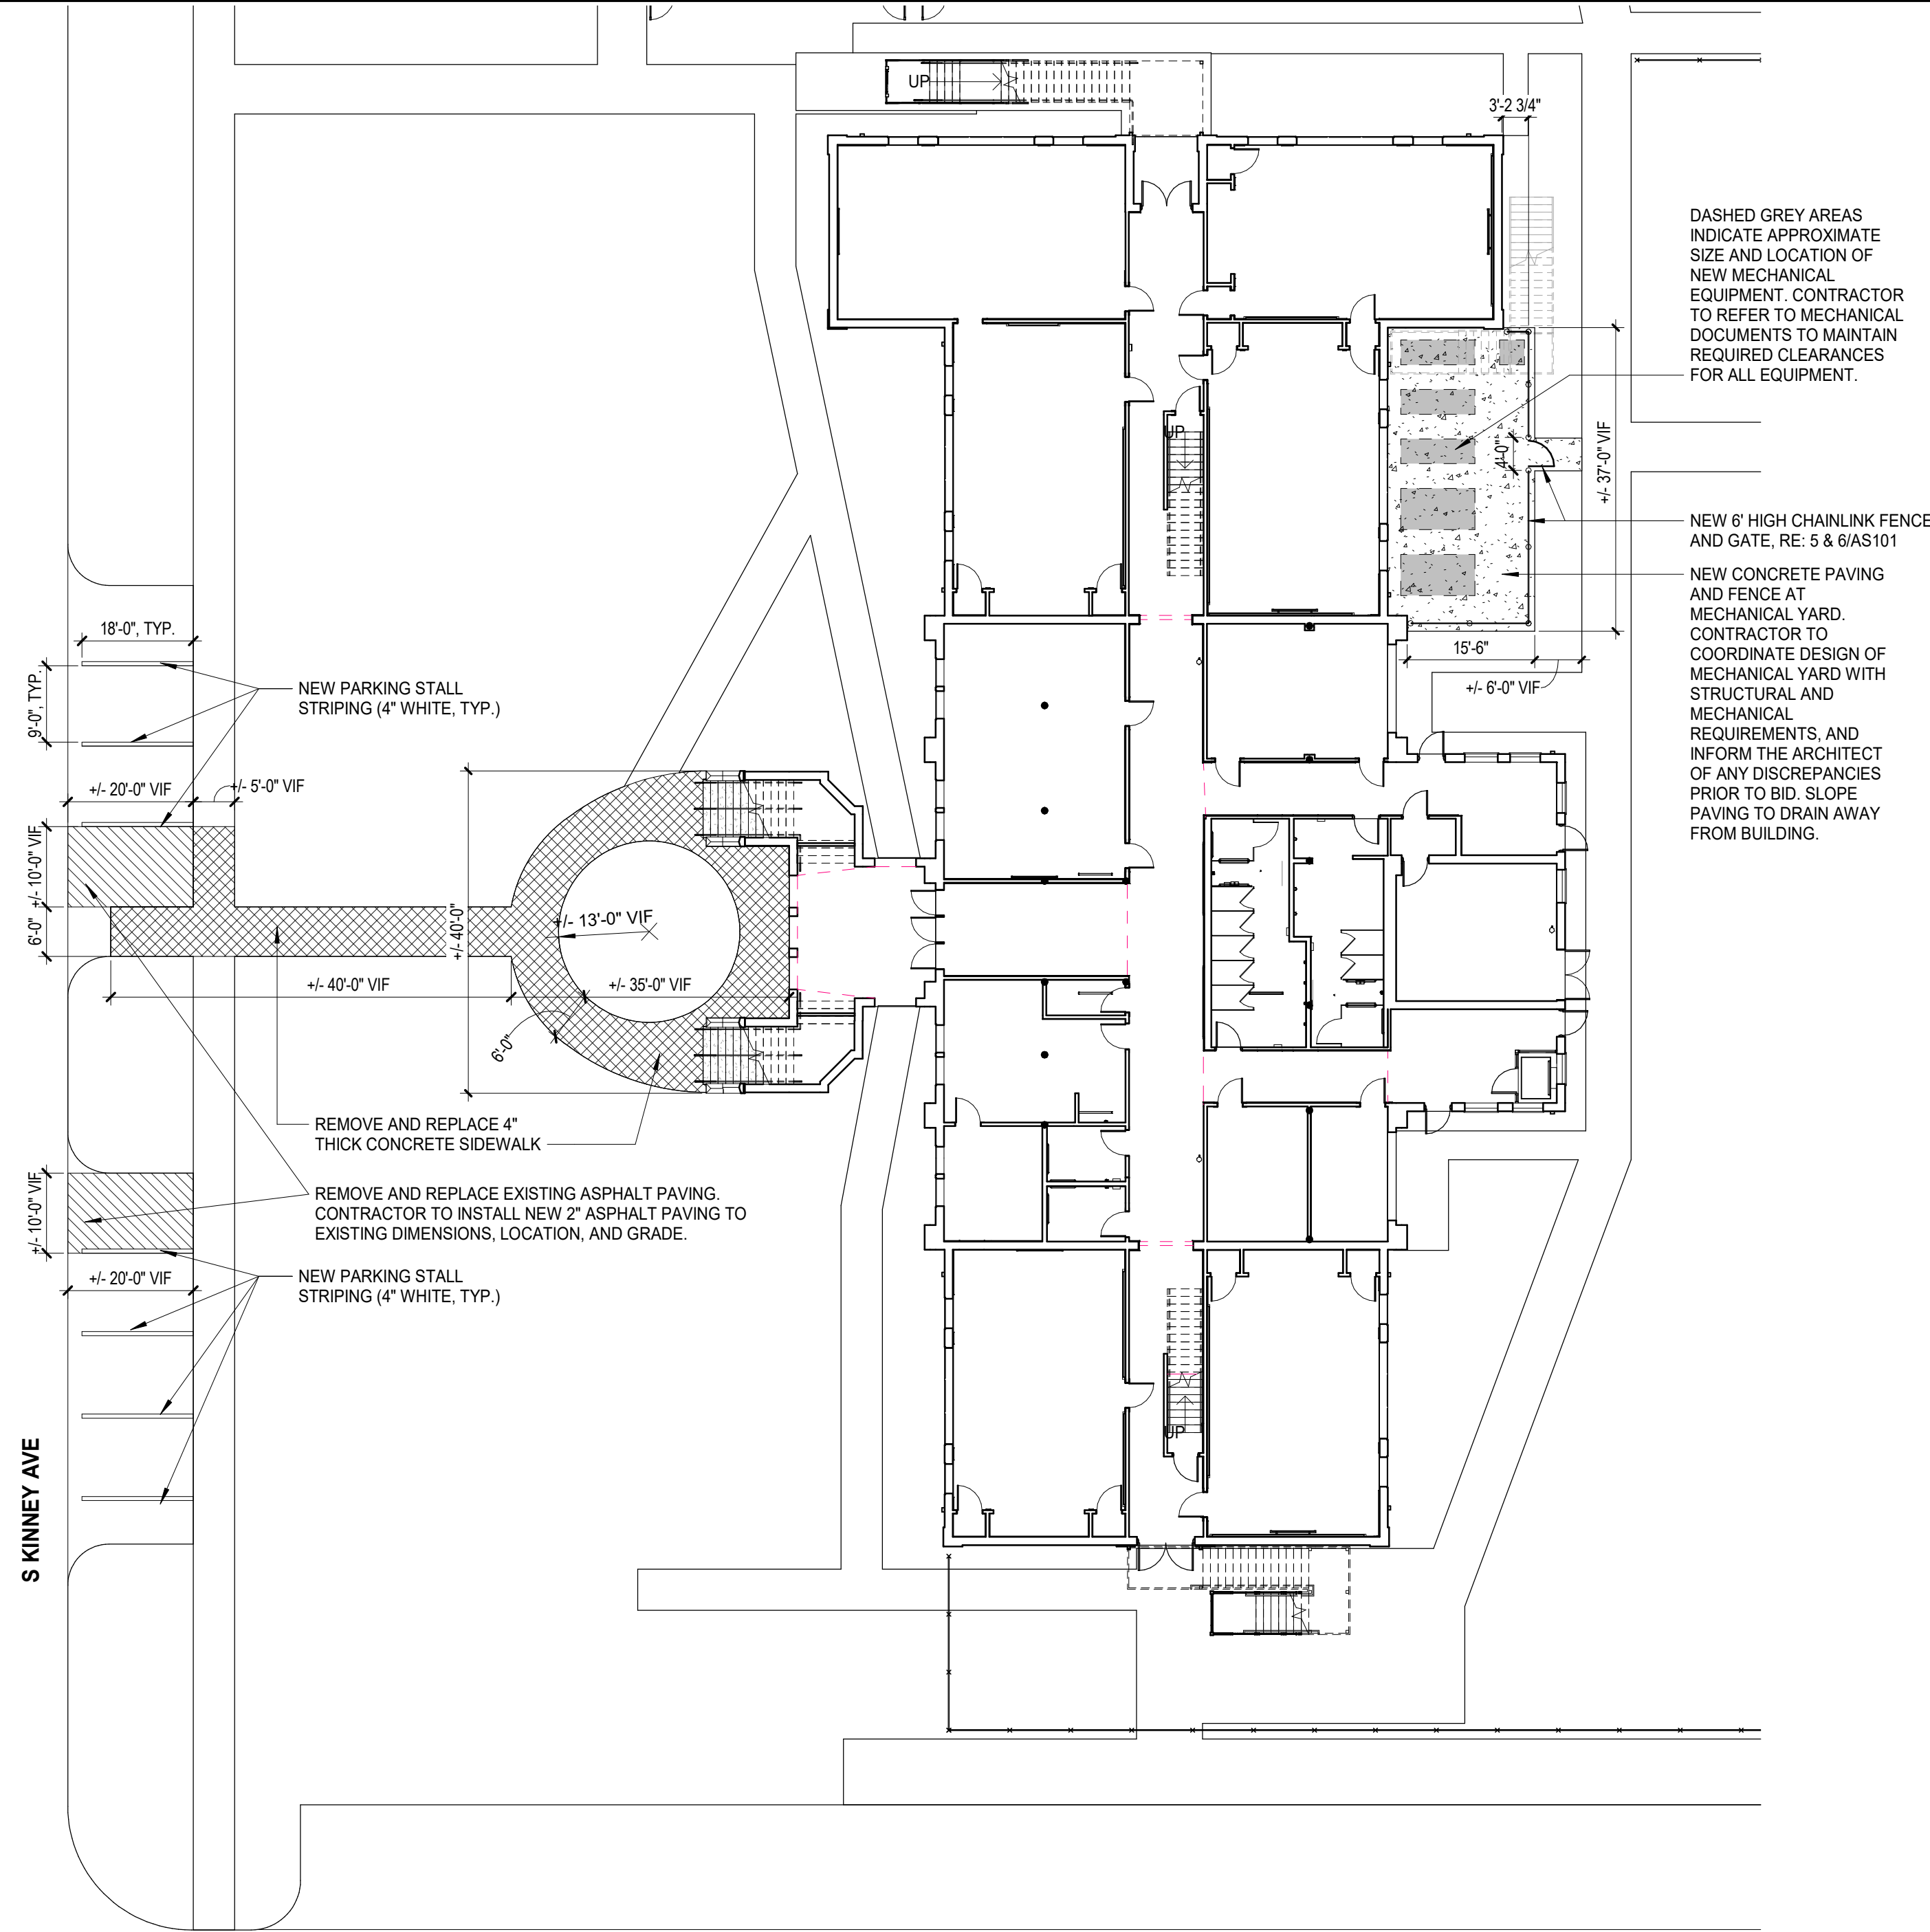 UP
3'-2 3/4"
DASHED GREY AREAS
INDICATE APPROXIMATE
SIZE AND LOCATION OF
NEW MECHANICAL
EQUIPMENT. CONTRACTOR
TO REFER TO MECHANICAL
DOCUMENTS TO MAINTAIN
REQUIRED CLEARANCES
FOR ALL EQUIPMENT.
UP
4'-0"
+/- 37'-0" VIF
NEW 6' HIGH CHAINLINK FENCE
AND GATE, RE: 5 & 6/AS101
NEW CONCRETE PAVING
AND FENCE AT
MECHANICAL YARD.
CONTRACTOR TO
COORDINATE DESIGN OF
MECHANICAL YARD WITH
STRUCTURAL AND
MECHANICAL
REQUIREMENTS, AND
INFORM THE ARCHITECT
OF ANY DISCREPANCIES
PRIOR TO BID. SLOPE
PAVING TO DRAIN AWAY
FROM BUILDING.
15'-6"
+/- 6'-0" VIF
18'-0", TYP.
9'-0", TYP.
NEW PARKING STALL
STRIPING (4" WHITE, TYP.)
+/- 20'-0" VIF
+/- 5'-0" VIF
+/- 10'-0" VIF
6'-0"
+/- 40'-0"
+/- 13'-0" VIF
+/- 40'-0" VIF
+/- 35'-0" VIF
6'-0"
REMOVE AND REPLACE 4"
THICK CONCRETE SIDEWALK
REMOVE AND REPLACE EXISTING ASPHALT PAVING.
CONTRACTOR TO INSTALL NEW 2" ASPHALT PAVING TO
EXISTING DIMENSIONS, LOCATION, AND GRADE.
+/- 10'-0" VIF
+/- 20'-0" VIF
NEW PARKING STALL
STRIPING (4" WHITE, TYP.)
UP
S KINNEY AVE